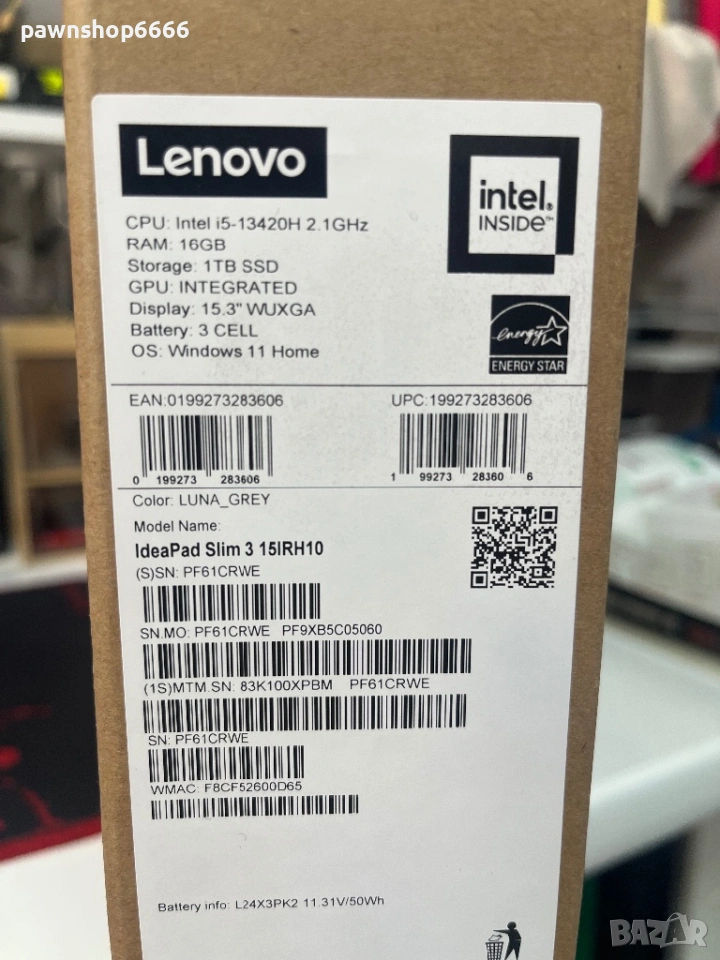 pawnshop6666
Lenovo
intel.
INSIDE™
CPU: Intel i5-13420H 2.1GHz
RAM: 16GB
Storage: 1TB SSD
GPU: INTEGRATED
Display: 15.3" WUXGA
Battery: 3 CELL
OS: Windows 11 Home
energy
ENERGY STAR
EAN:0199273283606
UPC:199273283606
0 199273 283606
1 99273 28360 6
Color: LUNA_GREY
Model Name:
IdeaPad Slim 3 15IRH10
(S)SN: PF61CRWE
SN.MO: PF61CRWE PF9XB5C05060
(1S)MTM.SN: 83K100XPBM PF61CRWE
SN: PF61CRWE
WMAC: F8CF52600D65
Battery info: L24X3PK2 11.31V/50Wh
BAZAR